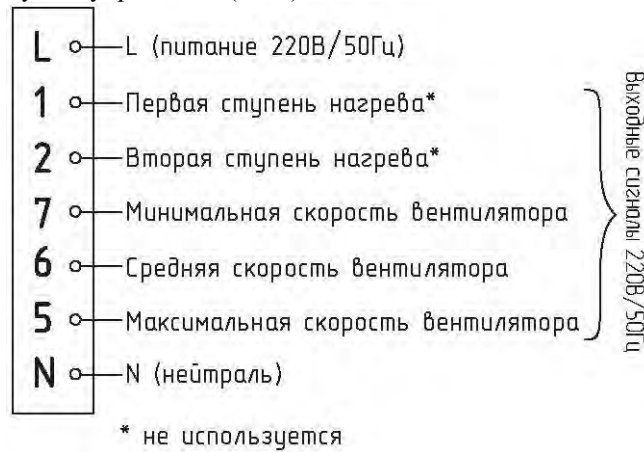 L L (питание 220В/50Гц)
1 Первая ступень нагрева*
2 Вторая ступень нагрева*
7 Минимальная скорость вентилятора
6 Средняя скорость вентилятора
5 Максимальная скорость вентилятора
N N (нейтраль)
Выходные сигналы 220В/50Гц
* не используется